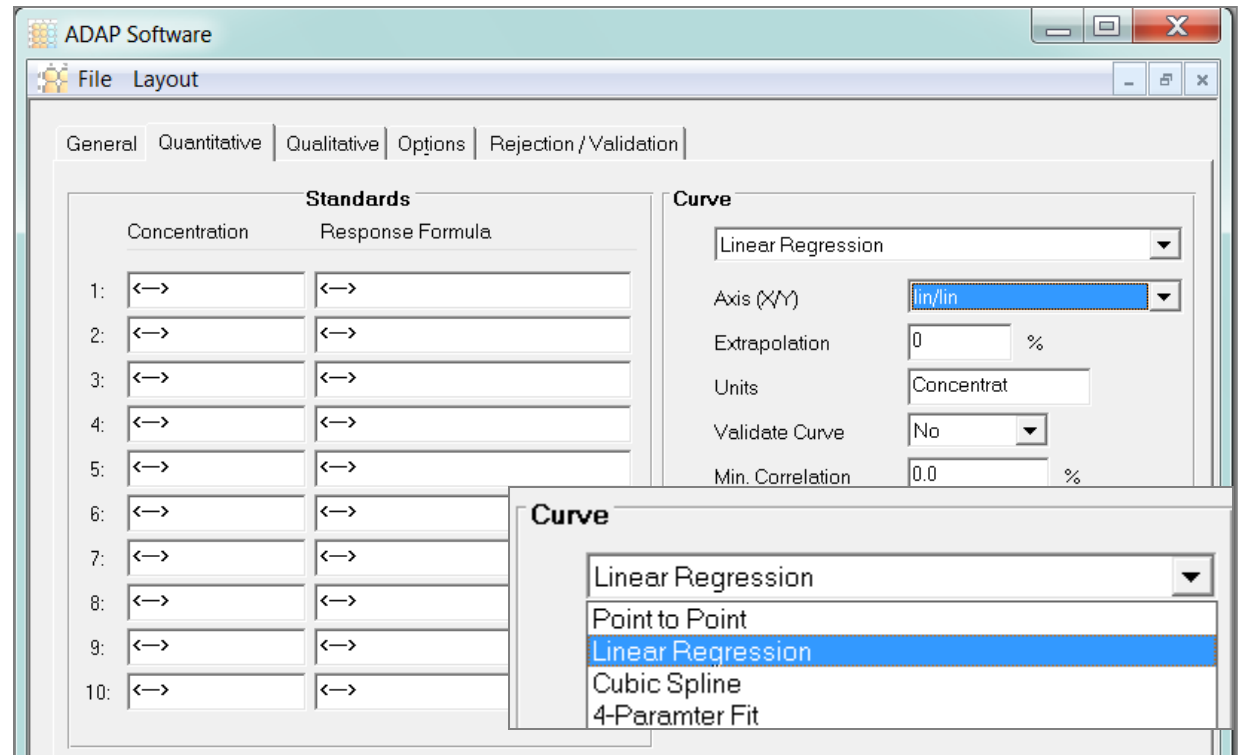 ADAP Software
File Layout
General Quantitative Qualitative Options Rejection / Validation
Standards
Concentration Response Formula
1: <—> <—>
2: <—> <—>
3: <—> <—>
4: <—> <—>
5: <—> <—>
6: <—> <—>
7: <—> <—>
8: <—> <—>
9: <—> <—>
10: <—> <—>
Curve
Linear Regression
Axis (X/Y) lin/lin
Extrapolation 0 %
Units Concentrat
Validate Curve No
Min. Correlation 0.0 %
Curve
Linear Regression
Point to Point
Linear Regression
Cubic Spline
4-Paramter Fit